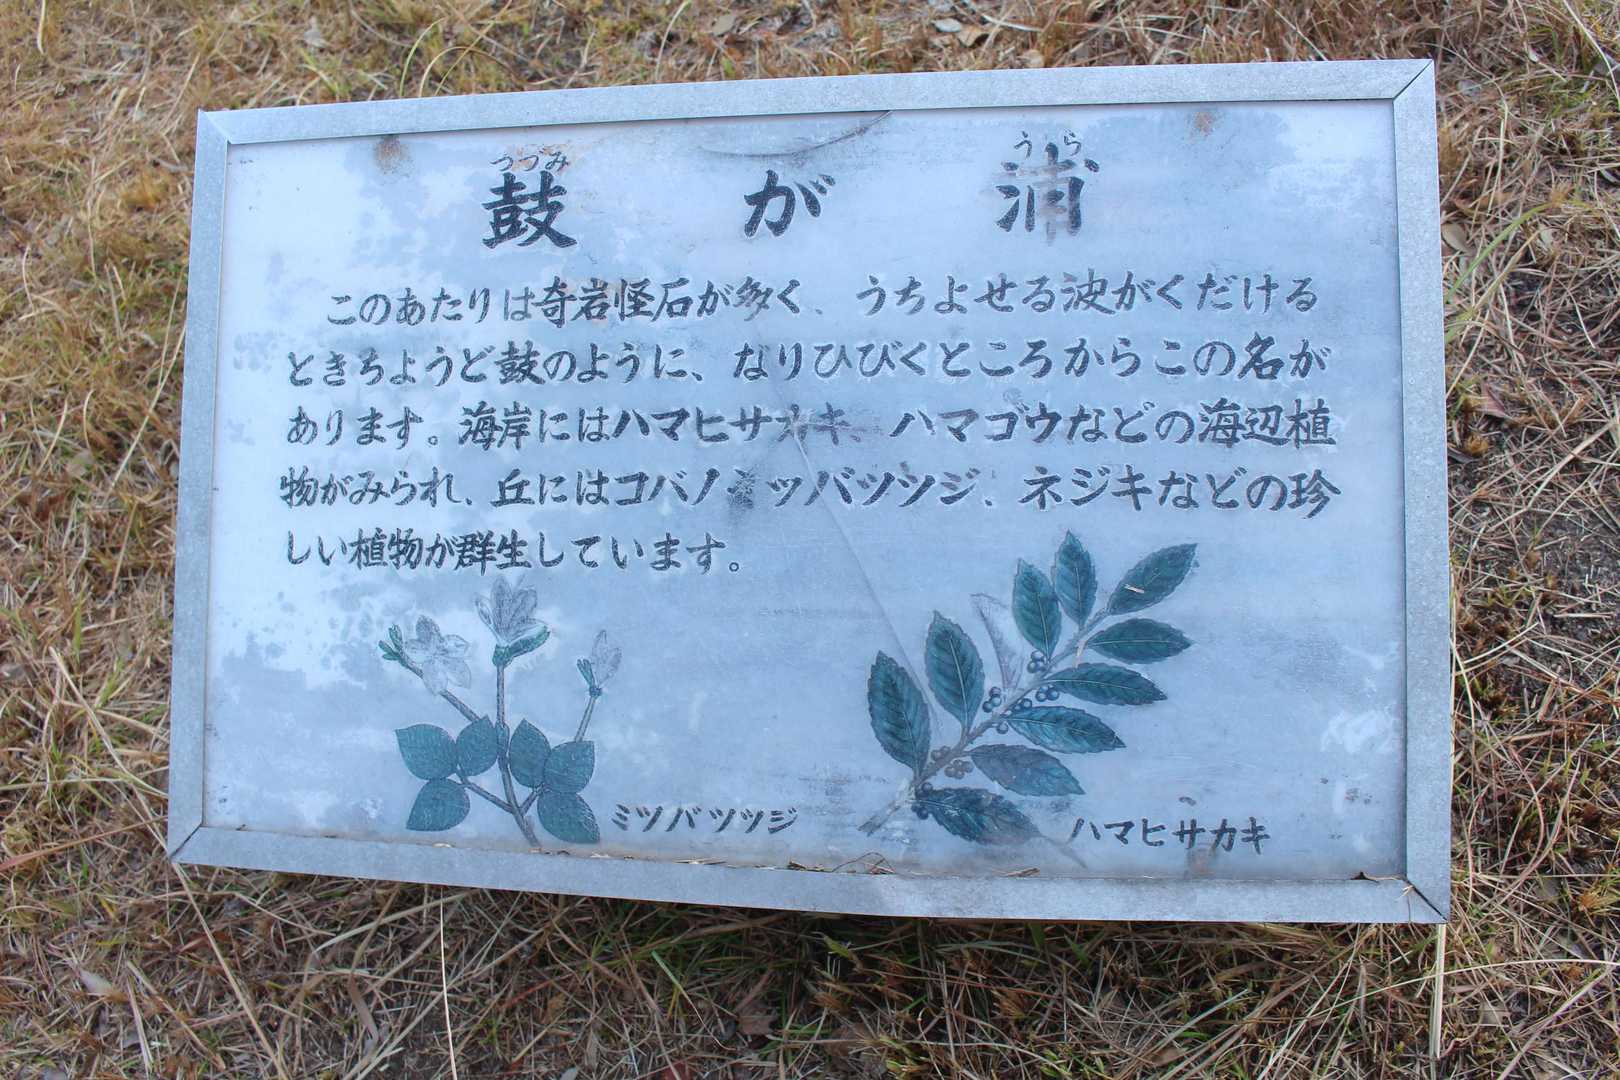 つづみ うら
鼓が浦
このあたりは奇岩怪石が多く、うちよせる波がくだける
ときちょうど鼓のように、なりひびくところからこの名が
あります。海岸にはハマヒサカキ、ハマゴウなどの海辺植
物がみられ、丘にはコバノミツバツツジ、ネジキなどの珍
しい植物が群生しています。
ミツバツツジ
ハマヒサカキ